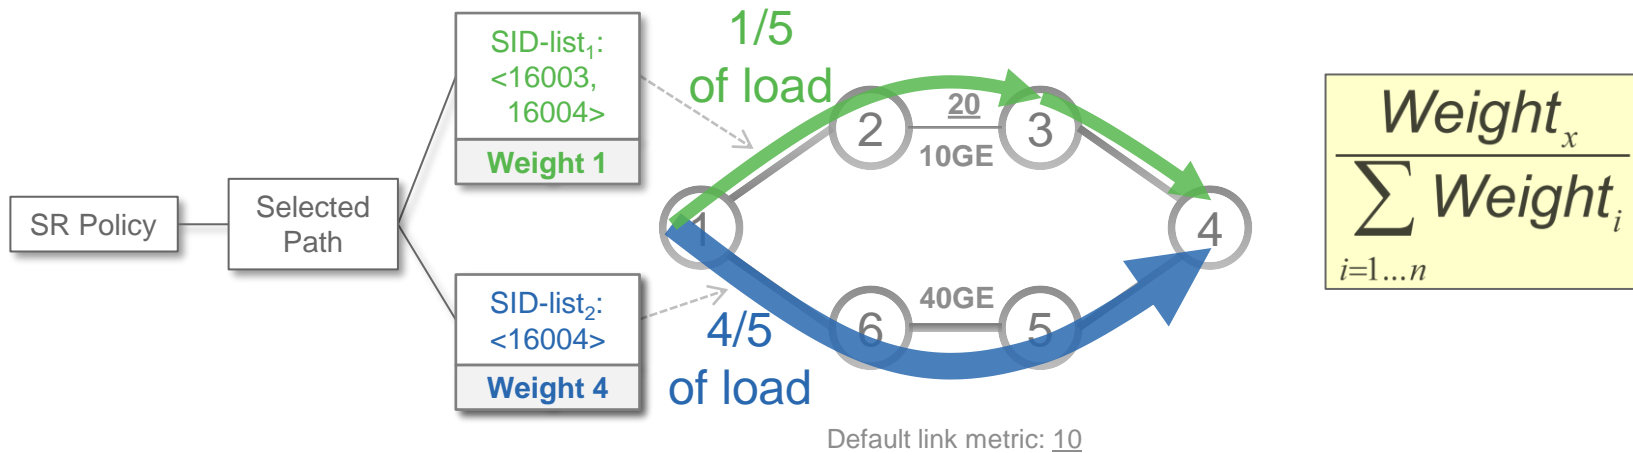 SR Policy
Selected
Path
SID-list₁:
<16003,
16004>
Weight 1
SID-list₂:
<16004>
Weight 4
1/5
of load
4/5
of load
1
2
20
10GE
3
4
40GE
6
5
Default link metric: 10
Weightₓ
∑ Weightᵢ
i=1...n